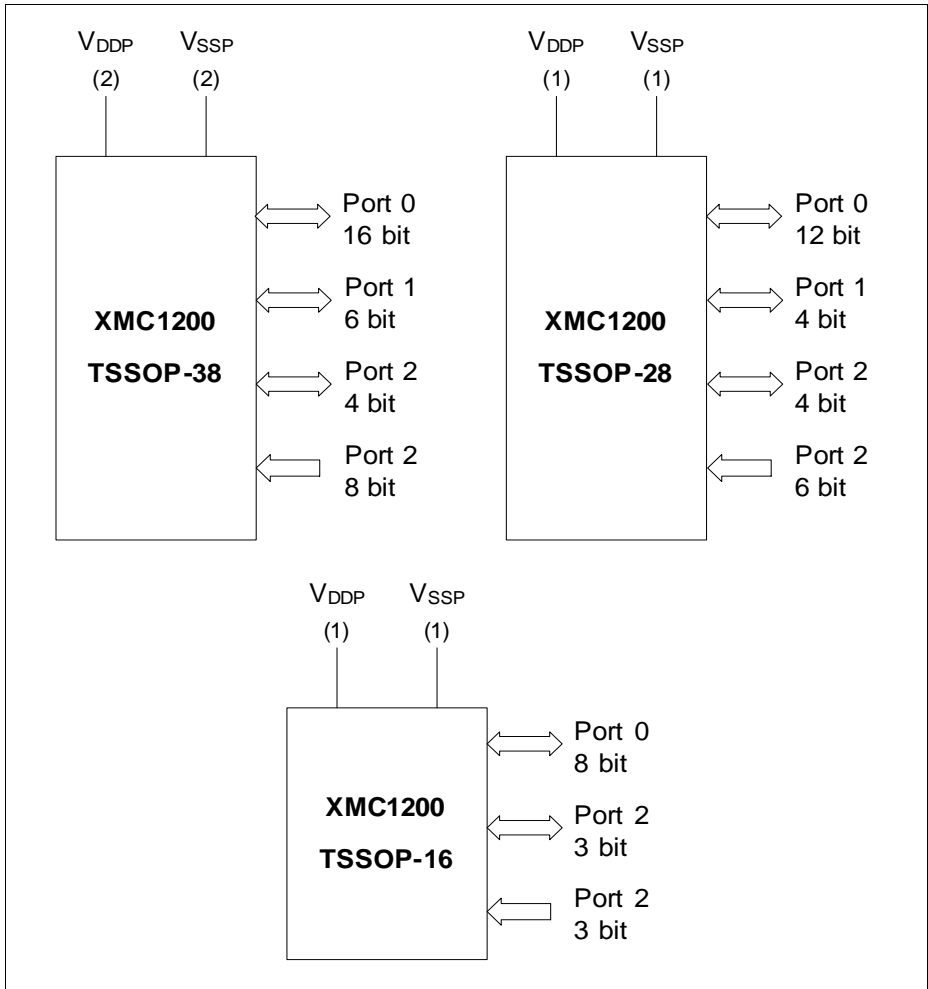 VDDP VSSP
(2) (2)
XMC1200
TSSOP-38
Port 0
16 bit
Port 1
6 bit
Port 2
4 bit
Port 2
8 bit
VDDP VSSP
(1) (1)
XMC1200
TSSOP-28
Port 0
12 bit
Port 1
4 bit
Port 2
4 bit
Port 2
6 bit
VDDP VSSP
(1) (1)
XMC1200
TSSOP-16
Port 0
8 bit
Port 2
3 bit
Port 2
3 bit